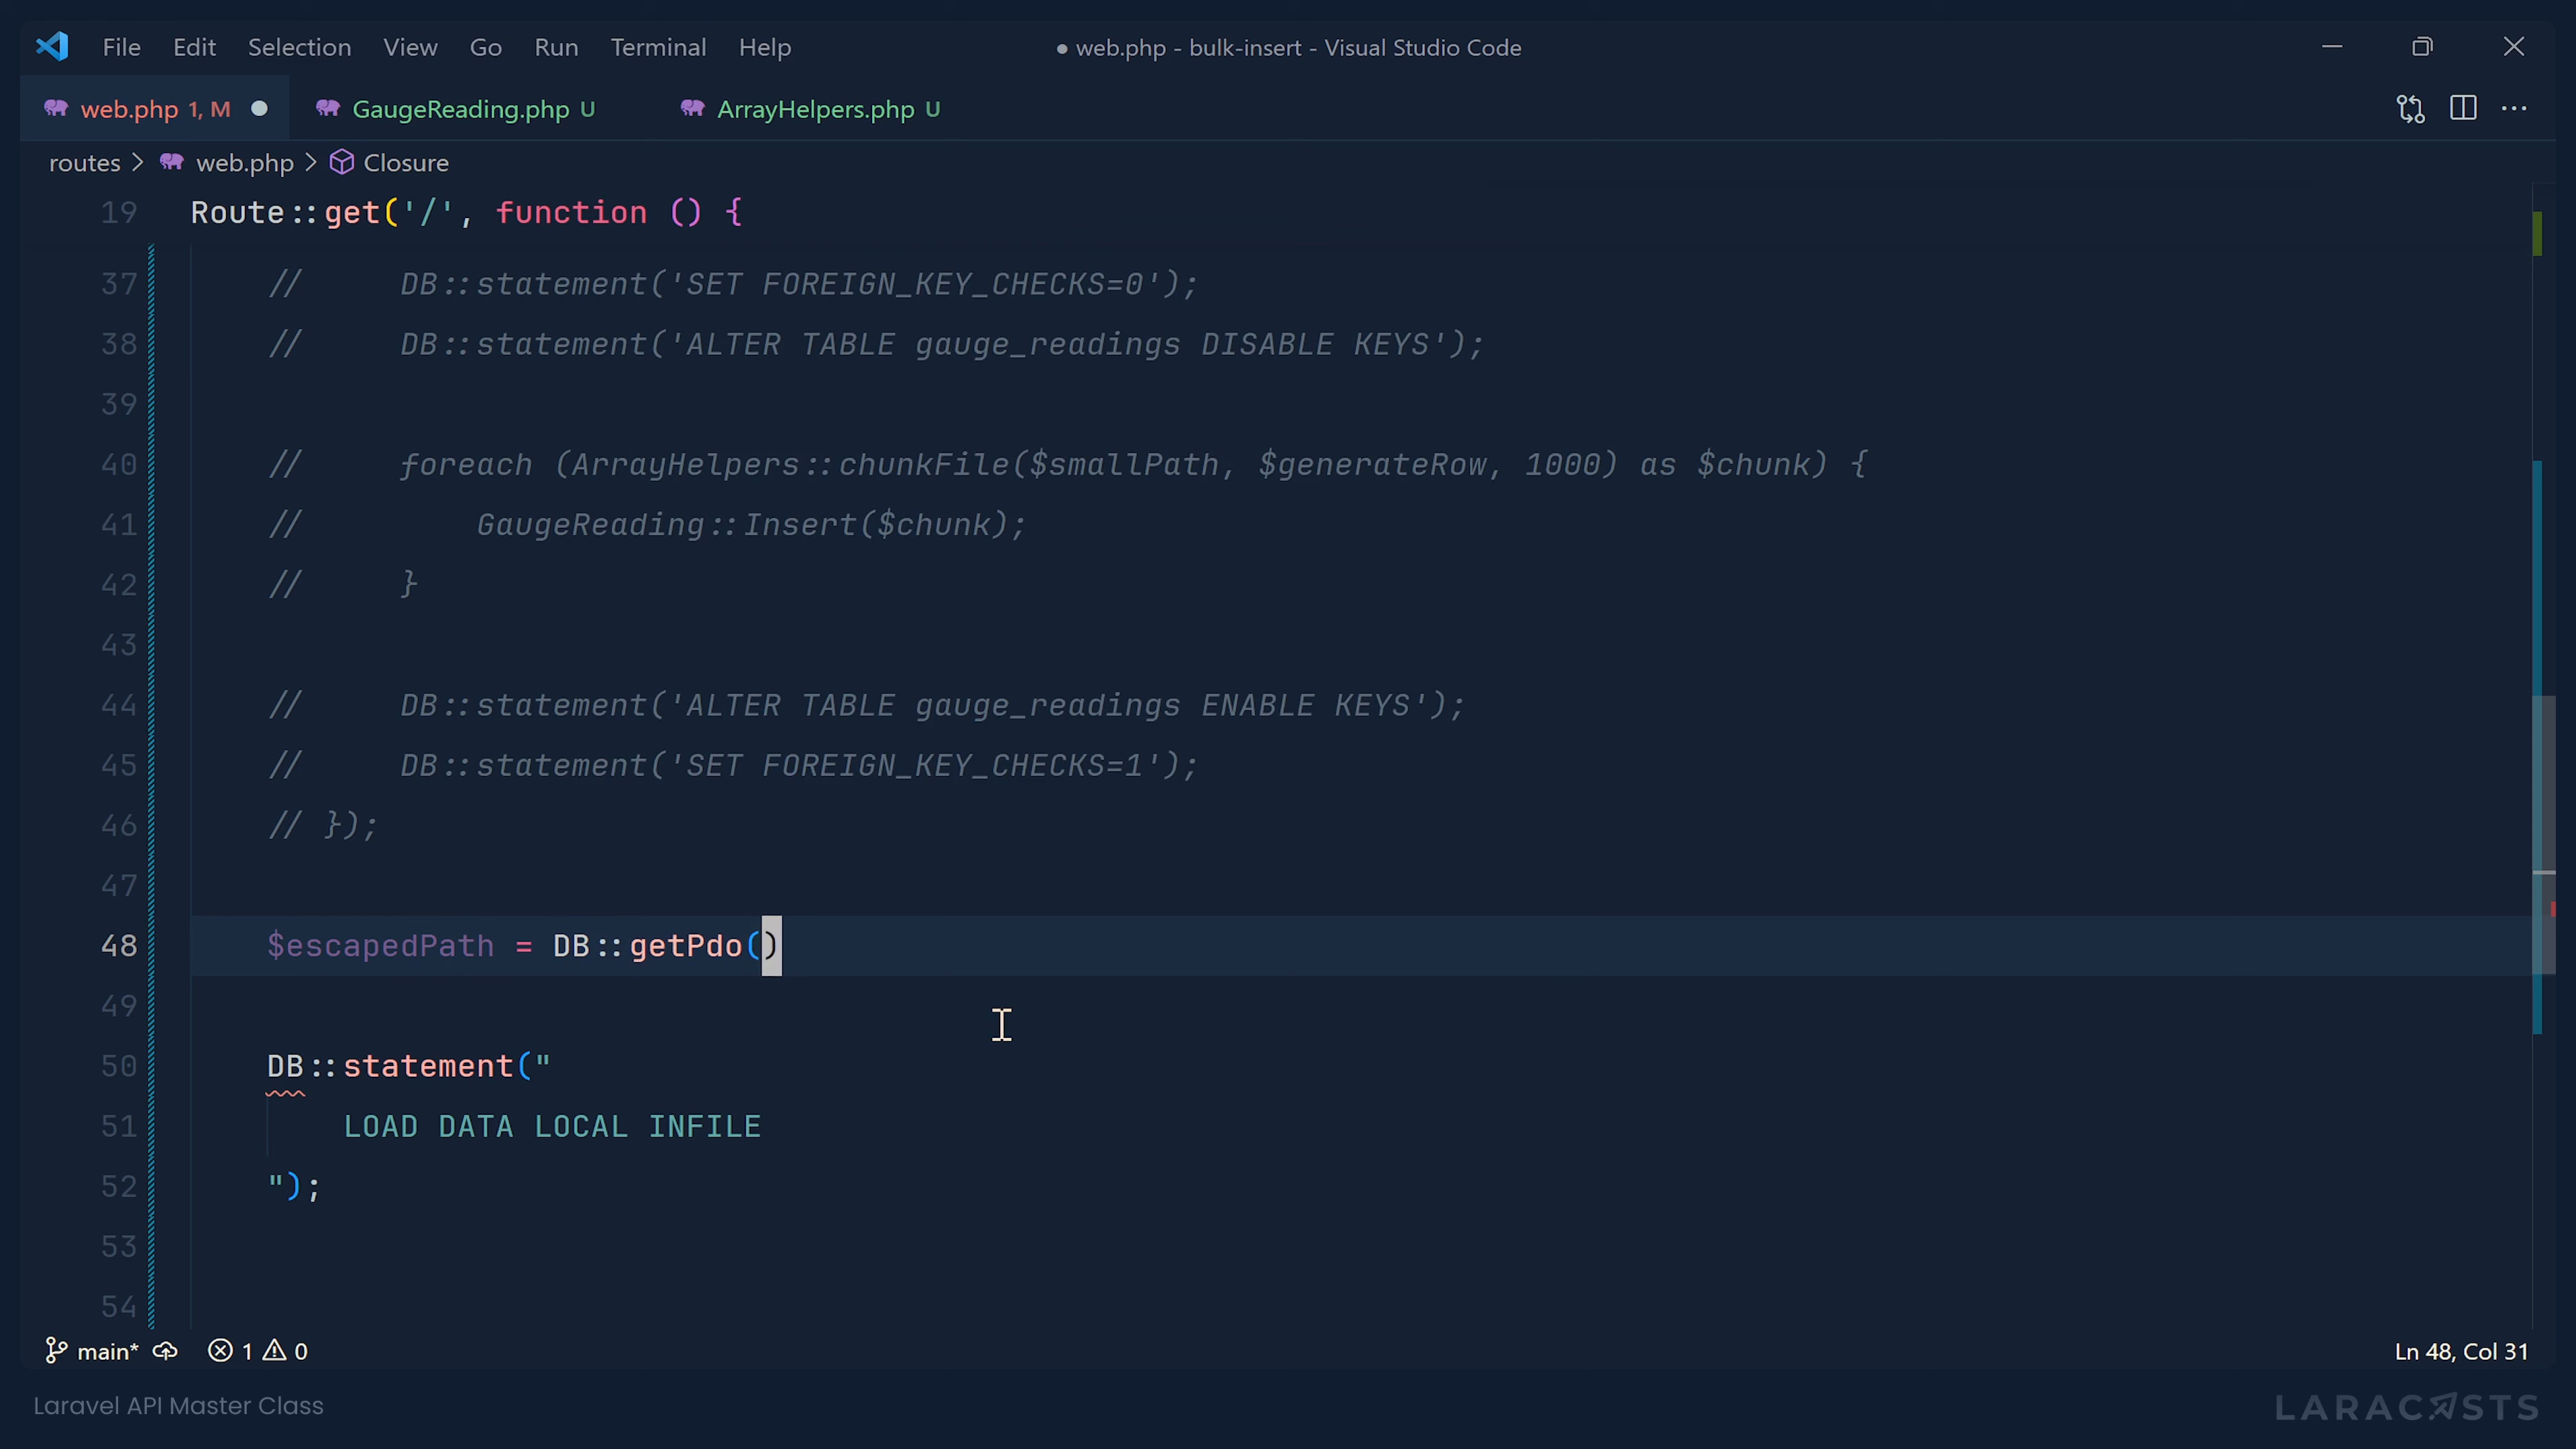 File Edit Selection View Go Run Terminal Help ● web.php - bulk-insert - Visual Studio Code
web.php 1, M ● GaugeReading.php U ArrayHelpers.php U
routes > web.php > Closure
19 Route::get('/', function () {
37 // DB::statement('SET FOREIGN_KEY_CHECKS=0');
38 // DB::statement('ALTER TABLE gauge_readings DISABLE KEYS');
39
40 // foreach (ArrayHelpers::chunkFile($smallPath, $generateRow, 1000) as $chunk) {
41 // GaugeReading::Insert($chunk);
42 // }
43
44 // DB::statement('ALTER TABLE gauge_readings ENABLE KEYS');
45 // DB::statement('SET FOREIGN_KEY_CHECKS=1');
46 // });
47
48 $escapedPath = DB::getPdo()
49
50 DB::statement("
51 LOAD DATA LOCAL INFILE
52 ");
53
54
main* 1 0 Ln 48, Col 31
Laravel API Master Class LARACASTS